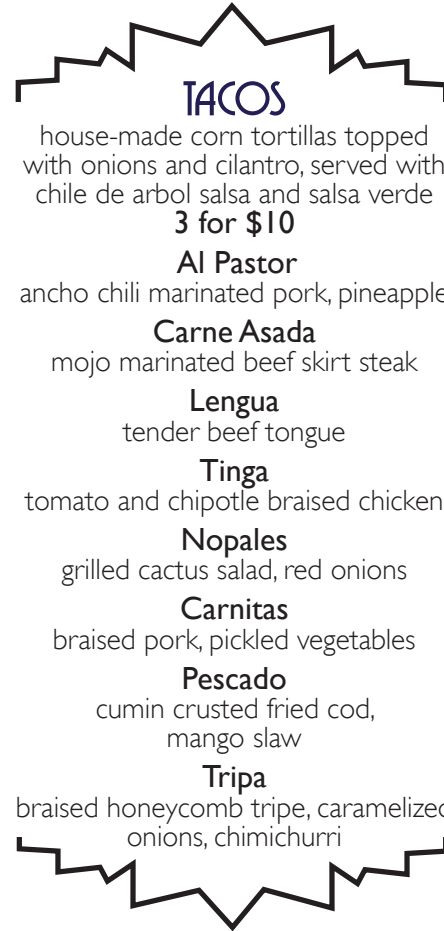 TACOS
house-made corn tortillas topped
with onions and cilantro, served with
chile de arbol salsa and salsa verde
3 for $10
Al Pastor
ancho chili marinated pork, pineapple
Carne Asada
mojo marinated beef skirt steak
Lengua
tender beef tongue
Tinga
tomato and chipotle braised chicken
Nopales
grilled cactus salad, red onions
Carnitas
braised pork, pickled vegetables
Pescado
cumin crusted fried cod,
mango slaw
Tripa
braised honeycomb tripe, caramelized
onions, chimichurri